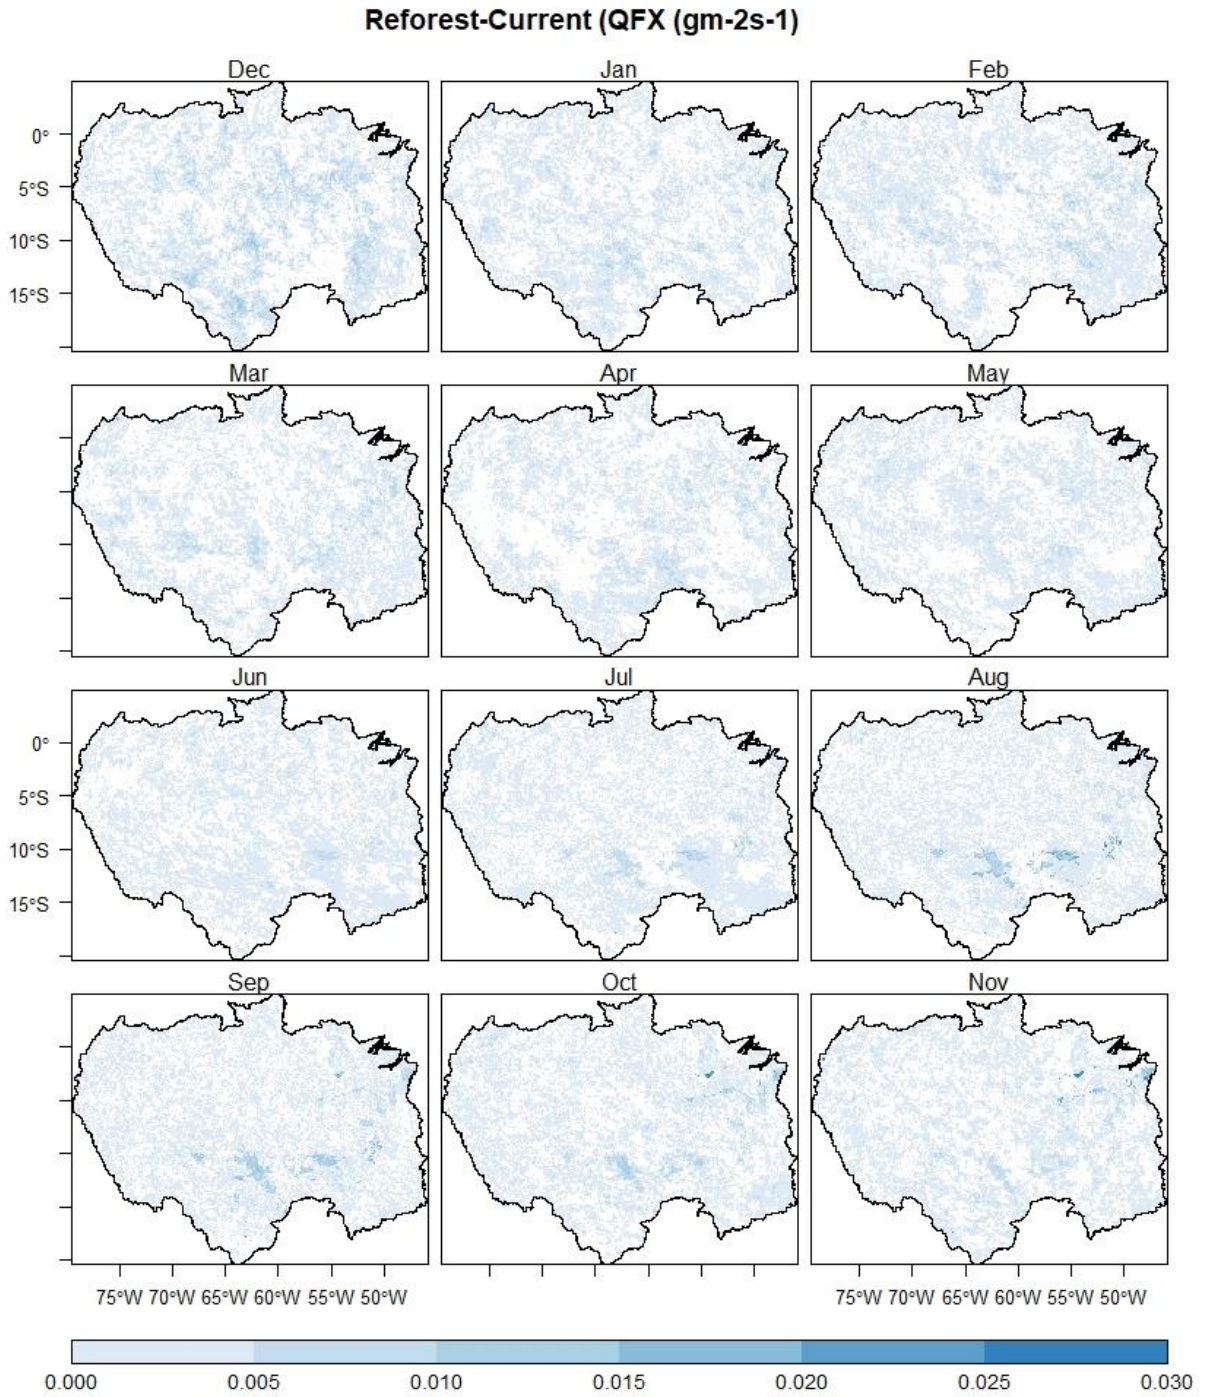 Reforest-Current (QFX (gm-2s-1)
Dec Jan Feb
0°
5°S
10°S
15°S
Mar Apr May
Jun Jul Aug
0°
5°S
10°S
15°S
Sep Oct Nov
75°W 70°W 65°W 60°W 55°W 50°W 75°W 70°W 65°W 60°W 55°W 50°W
0.000 0.005 0.010 0.015 0.020 0.025 0.030